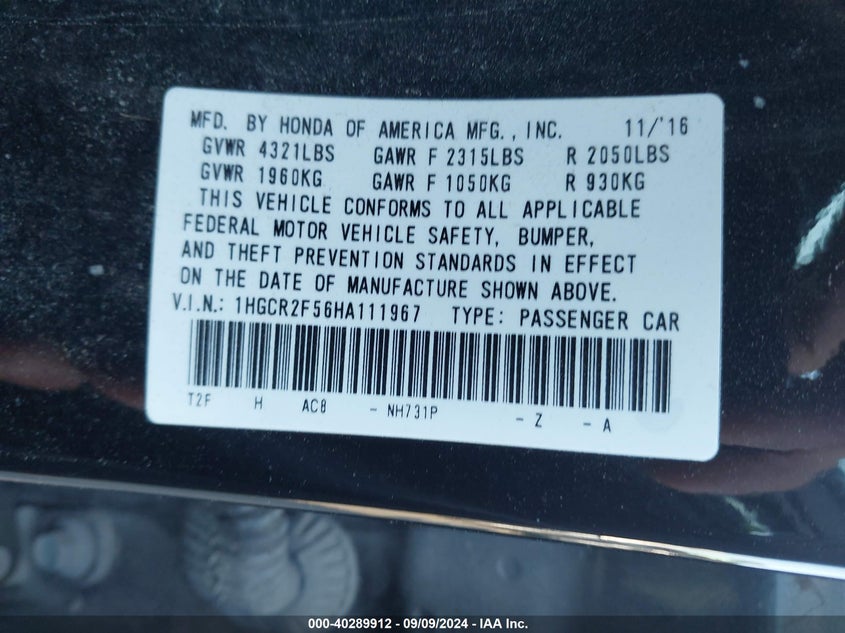 MFD. BY HONDA OF AMERICA MFG., INC. 11/'16
GVWR 4321LBS GAWR F 2315LBS R 2050LBS
GVWR 1960KG GAWR F 1050KG R 930KG
THIS VEHICLE CONFORMS TO ALL APPLICABLE
FEDERAL MOTOR VEHICLE SAFETY, BUMPER,
AND THEFT PREVENTION STANDARDS IN EFFECT
ON THE DATE OF MANUFACTURE SHOWN ABOVE.
V.I.N.: 1HGCR2F56HA111967 TYPE: PASSENGER CAR
T2F H AC8 - NH731P - Z - A
000-40289912 - 09/09/2024 - IAA Inc.